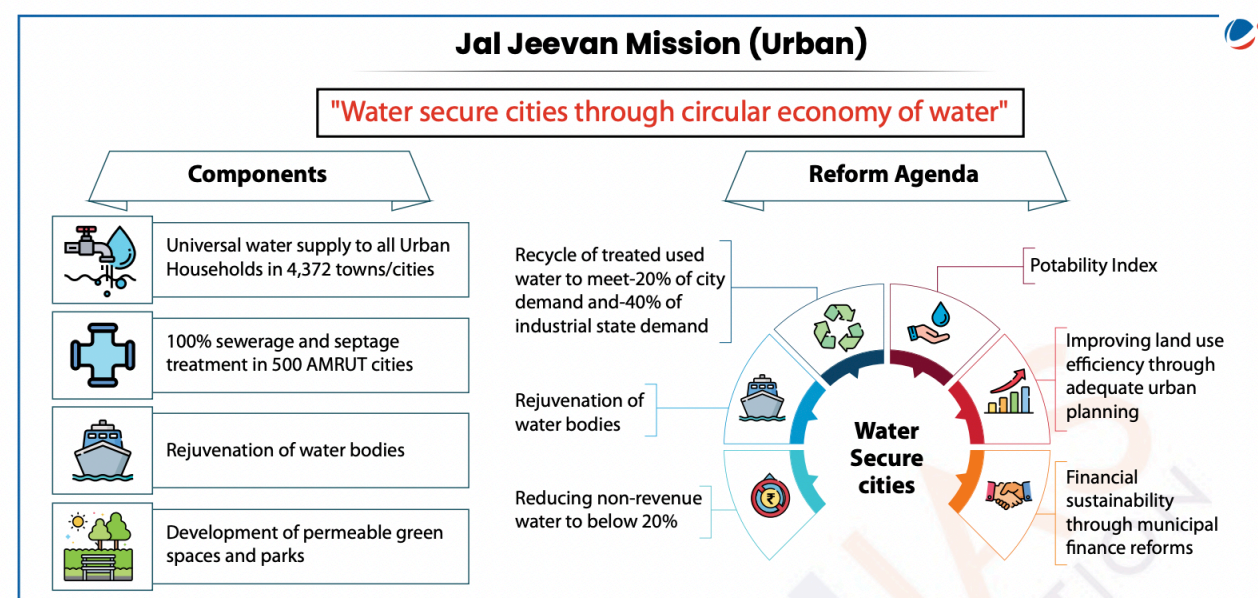 Jal Jeevan Mission (Urban)
"Water secure cities through circular economy of water"
Components
Universal water supply to all Urban
Households in 4,372 towns/cities
100% sewerage and septage
treatment in 500 AMRUT cities
Rejuvenation of water bodies
Development of permeable green
spaces and parks
Reform Agenda
Recycle of treated used
water to meet-20% of city
demand and-40% of
industrial state demand
Rejuvenation of
water bodies
Reducing non-revenue
water to below 20%
Water
Secure
cities
Potability Index
Improving land use
efficiency through
adequate urban
planning
Financial
sustainability
through municipal
finance reforms